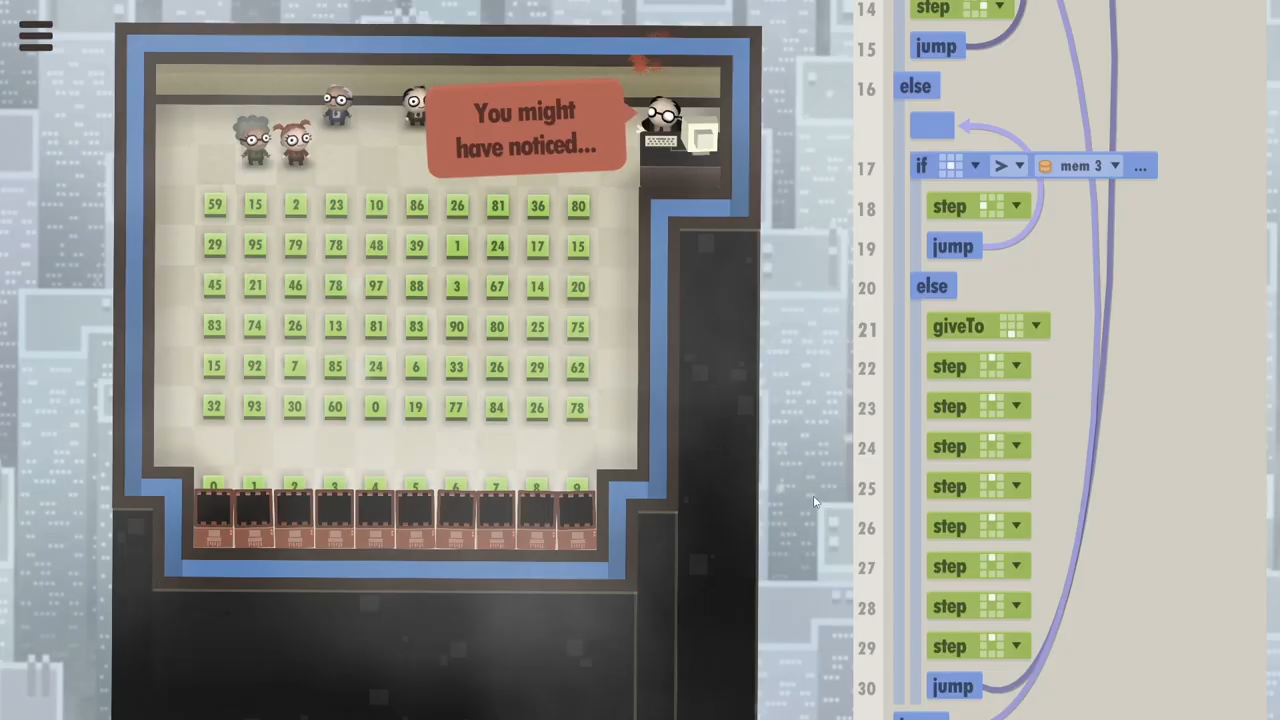 You might
have noticed...
59 15 2 23 10 86 26 81 36 80
29 95 79 78 48 39 1 24 17 15
45 21 46 78 97 88 3 67 14 20
83 74 26 13 81 83 90 80 25 75
15 92 7 85 24 6 33 26 29 62
32 93 30 60 0 19 77 84 26 78
0 1 2 3 4 5 6 7 8 9
14 step
15 jump
16 else
17 if > mem 3 ...
18 step
19 jump
20 else
21 giveTo
22 step
23 step
24 step
25 step
26 step
27 step
28 step
29 step
30 jump